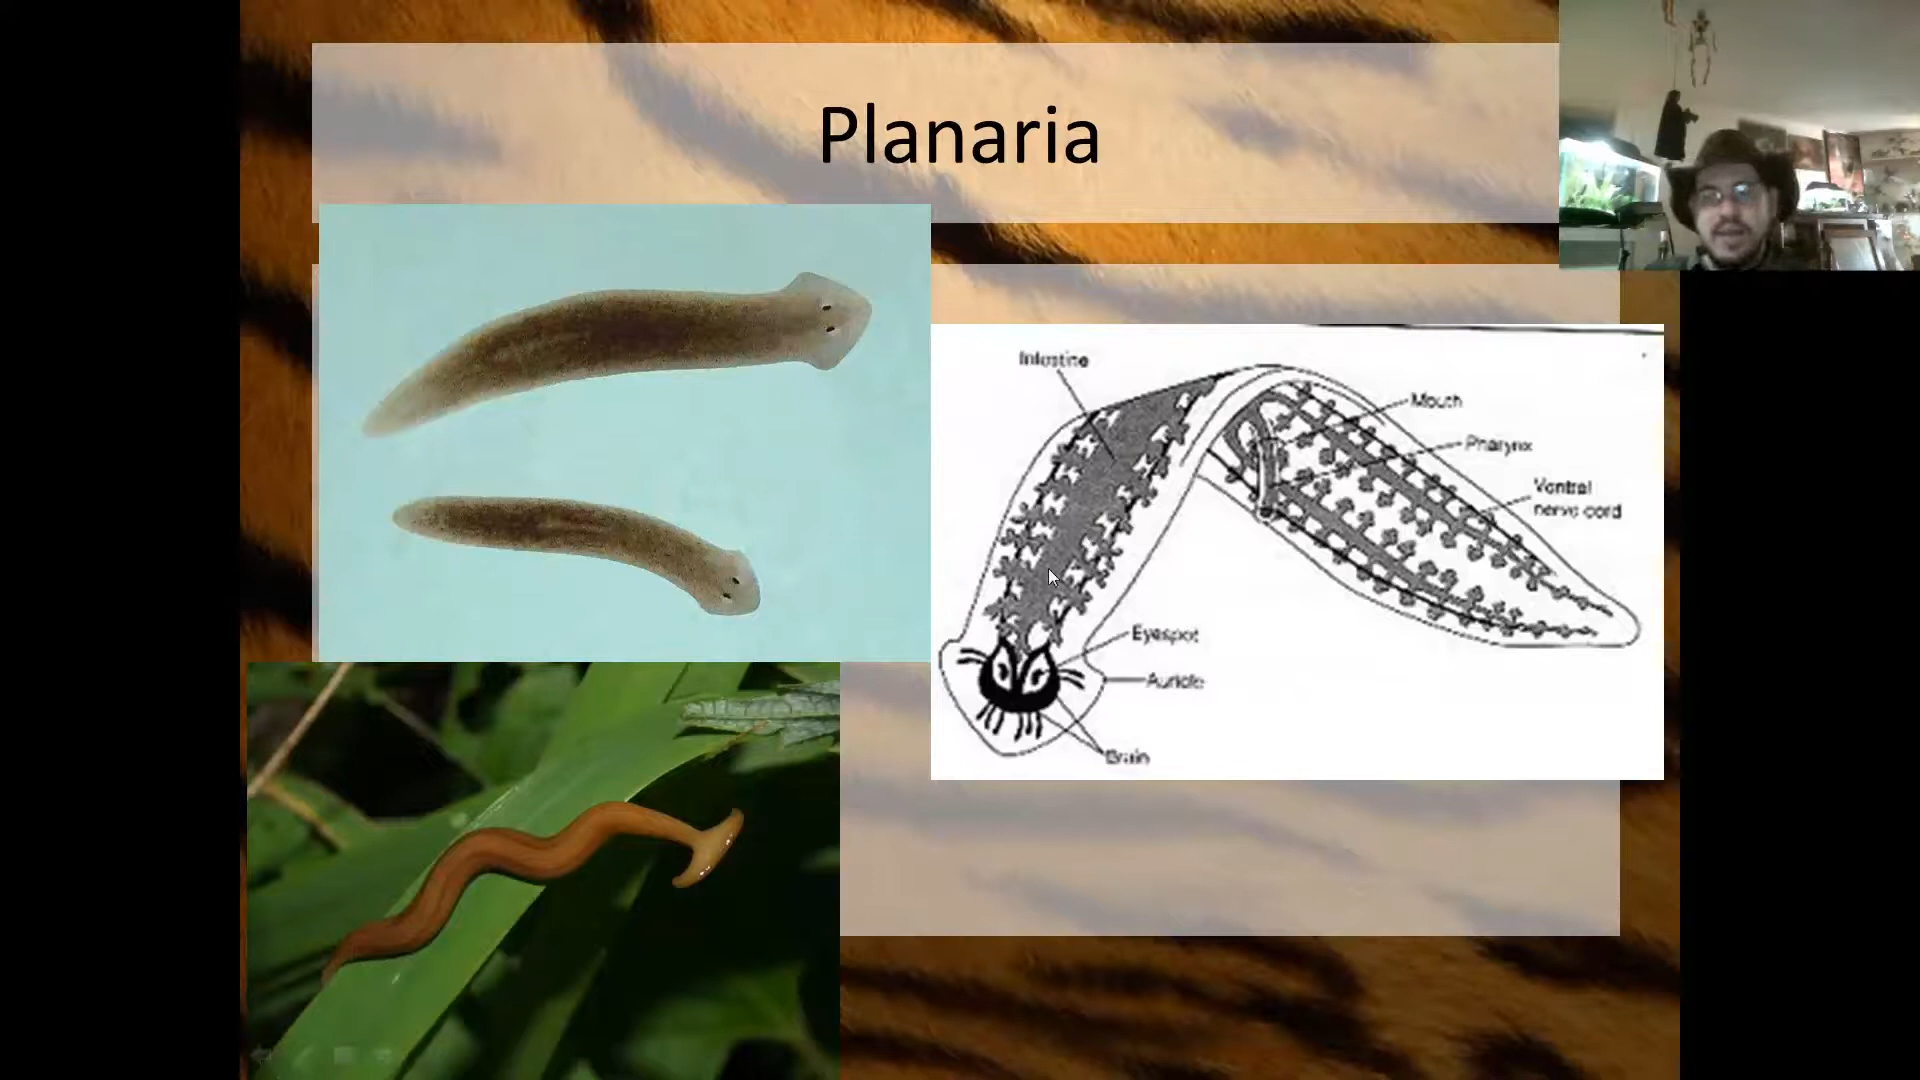 Planaria
Intestine
Mouth
Pharynx
Ventral
nerve cord
Eyespot
Auricle
Brain